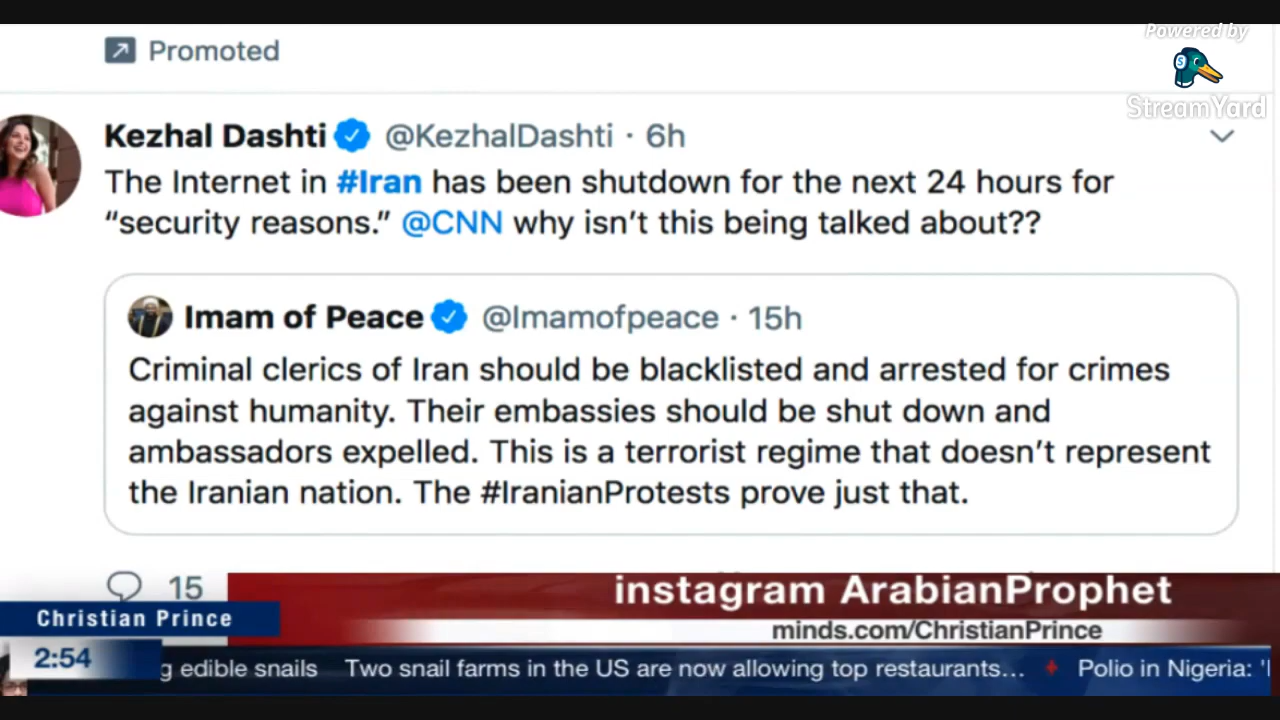 Powered by
StreamYard
Promoted
Kezhal Dashti @KezhalDashti · 6h
The Internet in #Iran has been shutdown for the next 24 hours for
“security reasons.” @CNN why isn’t this being talked about??
Imam of Peace @Imamofpeace · 15h
Criminal clerics of Iran should be blacklisted and arrested for crimes
against humanity. Their embassies should be shut down and
ambassadors expelled. This is a terrorist regime that doesn’t represent
the Iranian nation. The #IranianProtests prove just that.
15
instagram ArabianProphet
Christian Prince
minds.com/ChristianPrince
2:54
g edible snails Two snail farms in the US are now allowing top restaurants... Polio in Nigeria: '